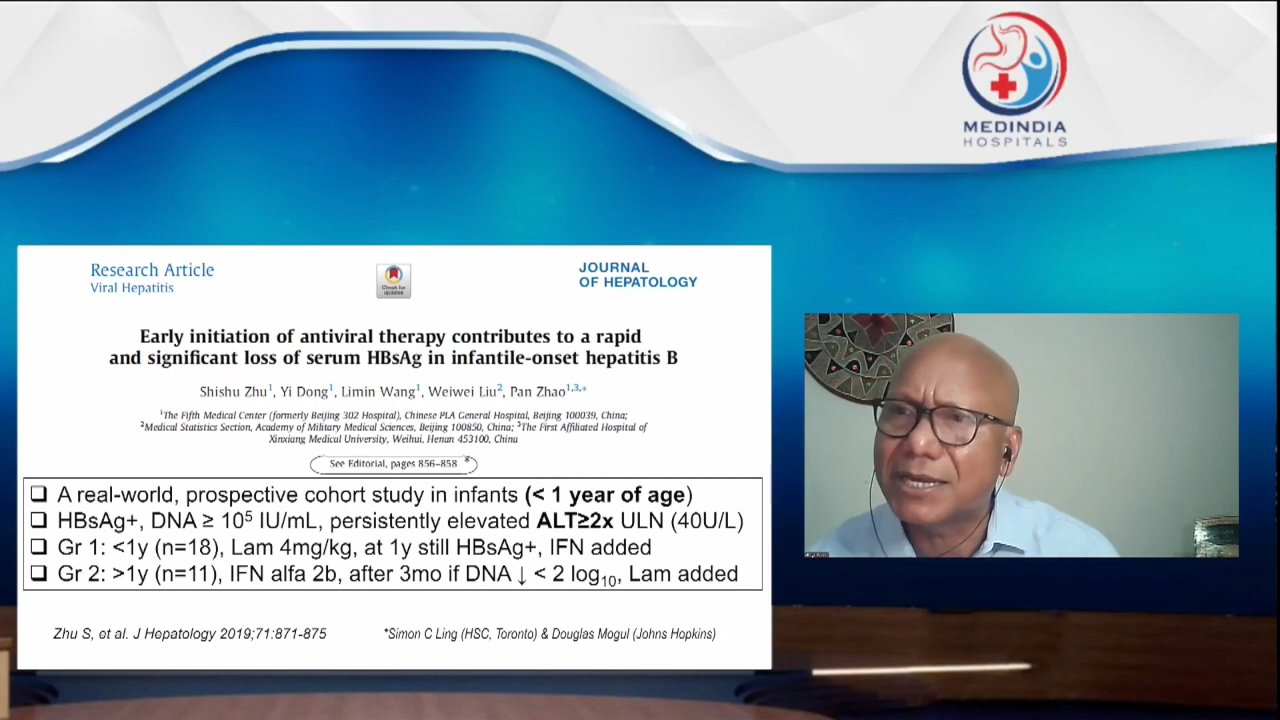 MEDINDIA
HOSPITALS
Research Article
Viral Hepatitis
Check for
updates
JOURNAL
OF HEPATOLOGY
Early initiation of antiviral therapy contributes to a rapid
and significant loss of serum HBsAg in infantile-onset hepatitis B
Shishu Zhu¹, Yi Dong¹, Limin Wang¹, Weiwei Liu², Pan Zhao¹,³,*
¹The Fifth Medical Center (formerly Beijing 302 Hospital), Chinese PLA General Hospital, Beijing 100039, China;
²Medical Statistics Section, Academy of Military Medical Sciences, Beijing 100850, China; ³The First Affiliated Hospital of
Xinxiang Medical University, Weihui, Henan 453100, China
See Editorial, pages 856–858 *
❑ A real-world, prospective cohort study in infants (< 1 year of age)
❑ HBsAg+, DNA ≥ 10⁵ IU/mL, persistently elevated ALT≥2x ULN (40U/L)
❑ Gr 1: <1y (n=18), Lam 4mg/kg, at 1y still HBsAg+, IFN added
❑ Gr 2: >1y (n=11), IFN alfa 2b, after 3mo if DNA ↓ < 2 log₁₀, Lam added
Zhu S, et al. J Hepatology 2019;71:871-875
*Simon C Ling (HSC, Toronto) & Douglas Mogul (Johns Hopkins)